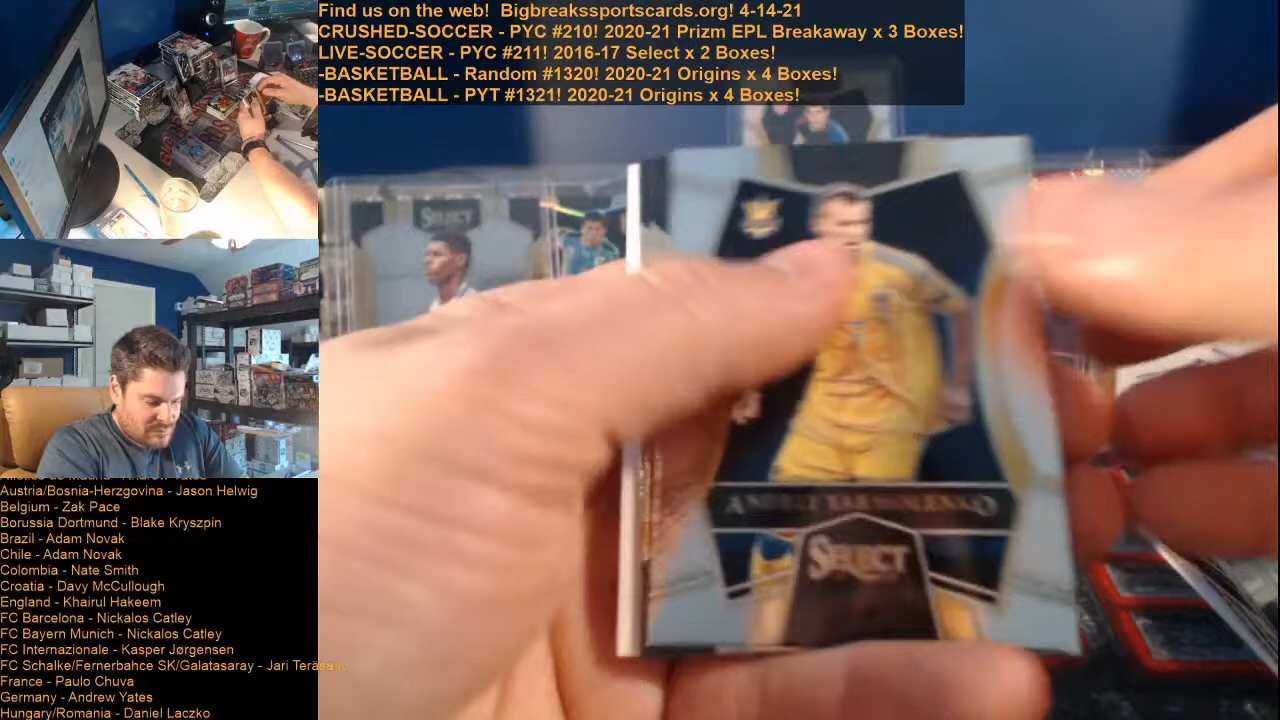 Find us on the web! Bigbreakssportscards.org! 4-14-21
CRUSHED-SOCCER - PYC #210! 2020-21 Prizm EPL Breakaway x 3 Boxes!
LIVE-SOCCER - PYC #211! 2016-17 Select x 2 Boxes!
-BASKETBALL - Random #1320! 2020-21 Origins x 4 Boxes!
-BASKETBALL - PYT #1321! 2020-21 Origins x 4 Boxes!
SELECT
ANDRIY YARMOLENKO
SELECT
Austria/Bosnia-Herzgovina - Jason Helwig
Belgium - Zak Pace
Borussia Dortmund - Blake Kryszpin
Brazil - Adam Novak
Chile - Adam Novak
Colombia - Nate Smith
Croatia - Davy McCullough
England - Khairul Hakeem
FC Barcelona - Nickalos Catley
FC Bayern Munich - Nickalos Catley
FC Internazionale - Kasper Jørgensen
FC Schalke/Fernerbahce SK/Galatasaray - Jari Teräsaho
France - Paulo Chuva
Germany - Andrew Yates
Hungary/Romania - Daniel Laczko